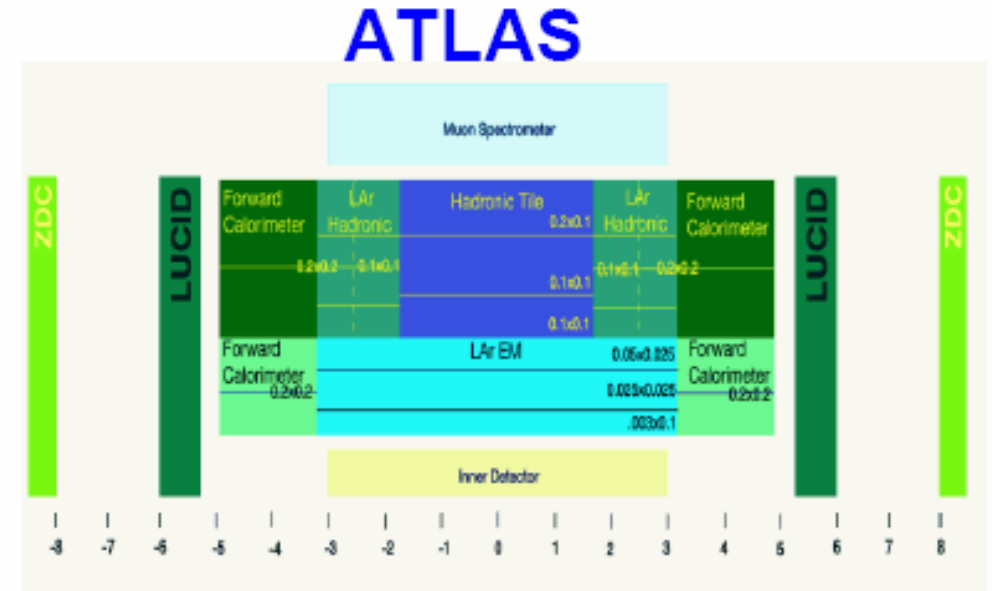 ATLAS
Muon Spectrometer
ZDC
LUCID
Forward
Calorimeter
0.2x0.2
LAr
Hadronic
0.1x0.1
Hadronic Tile
0.2x0.1
0.1x0.1
0.1x0.1
LAr
Hadronic
0.1x0.1
0.2x0.2
Forward
Calorimeter
LUCID
ZDC
Forward
Calorimeter
0.2x0.2
LAr EM
0.05x0.025
0.025x0.025
.003x0.1
Forward
Calorimeter
0.2x0.2
Inner Detector
-8 -7 -6 -5 -4 -3 -2 -1 0 1 2 3 4 5 6 7 8